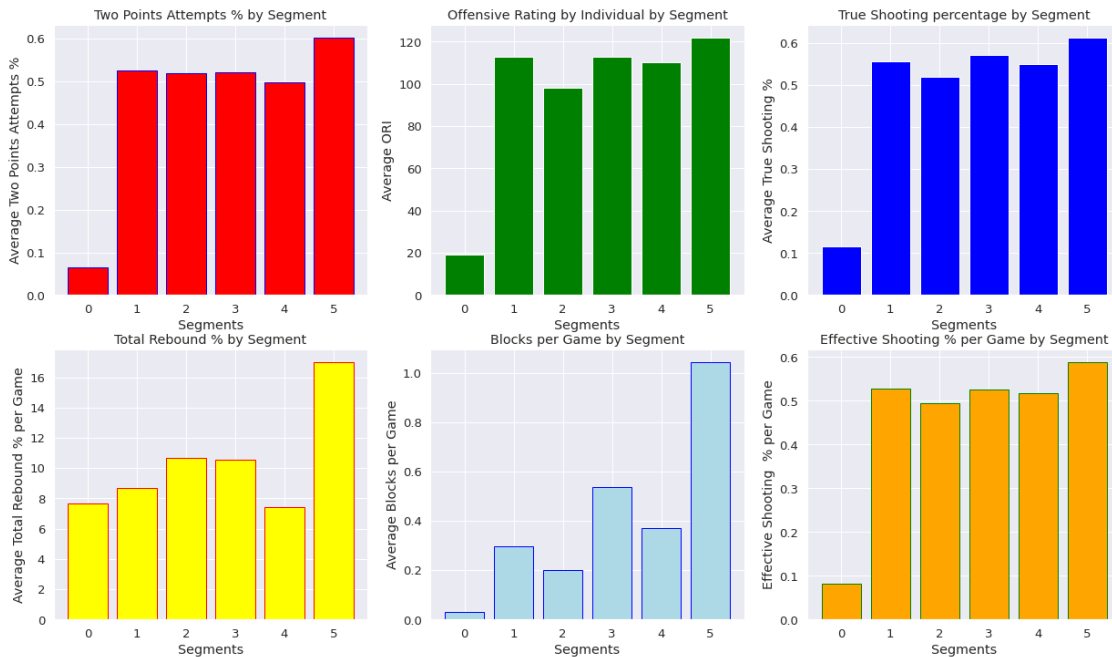 Two Points Attempts % by Segment
Average Two Points Attempts %
0.6
0.5
0.4
0.3
0.2
0.1
0.0
0 1 2 3 4 5
Segments
Offensive Rating by Individual by Segment
Average ORI
120
100
80
60
40
20
0
0 1 2 3 4 5
Segments
True Shooting percentage by Segment
Average True Shooting %
0.6
0.5
0.4
0.3
0.2
0.1
0.0
0 1 2 3 4 5
Segments
Total Rebound % by Segment
Average Total Rebound % per Game
16
14
12
10
8
6
4
2
0
0 1 2 3 4 5
Segments
Blocks per Game by Segment
Average Blocks per Game
1.0
0.8
0.6
0.4
0.2
0.0
0 1 2 3 4 5
Segments
Effective Shooting % per Game by Segment
Effective Shooting  % per Game
0.6
0.5
0.4
0.3
0.2
0.1
0.0
0 1 2 3 4 5
Segments